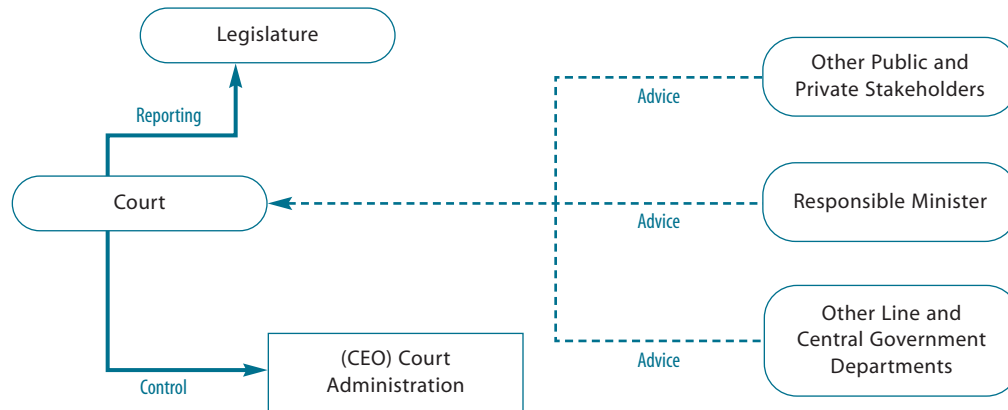 Legislature
Other Public and
Private Stakeholders
Advice
Reporting
Court
Responsible Minister
Advice
Other Line and
Central Government
Departments
Advice
(CEO) Court
Administration
Control